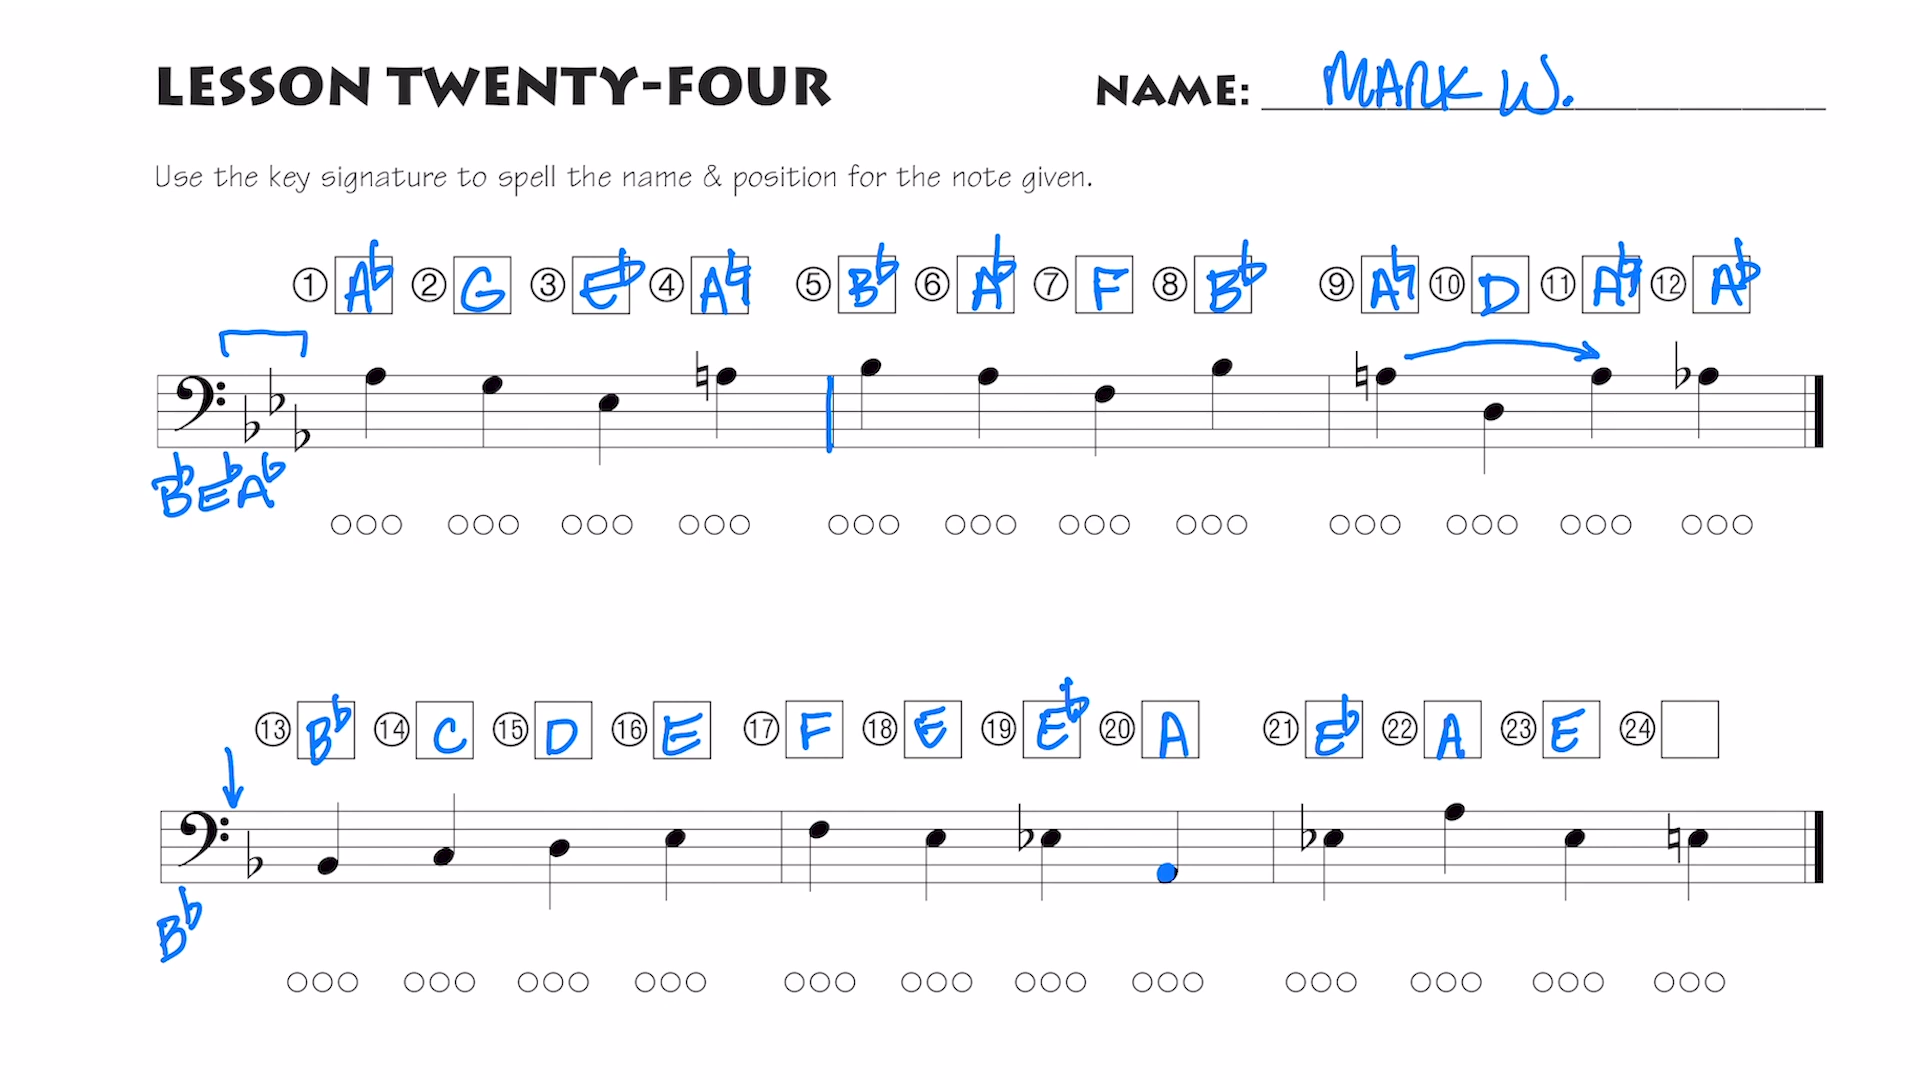 LESSON TWENTY-FOUR NAME: MARK W.
Use the key signature to spell the name & position for the note given.
① A♭ ② G ③ E♭ ④ A♮ ⑤ B♭ ⑥ A♭ ⑦ F ⑧ B♭ ⑨ A♮ ⑩ D ⑪ A♮ ⑫ A♭
B♭ E♭ A♭
⑬ B♭ ⑭ C ⑮ D ⑯ E ⑰ F ⑱ E ⑲ E♭ ⑳ A ㉑ E♭ ㉒ A ㉓ E ㉔
B♭